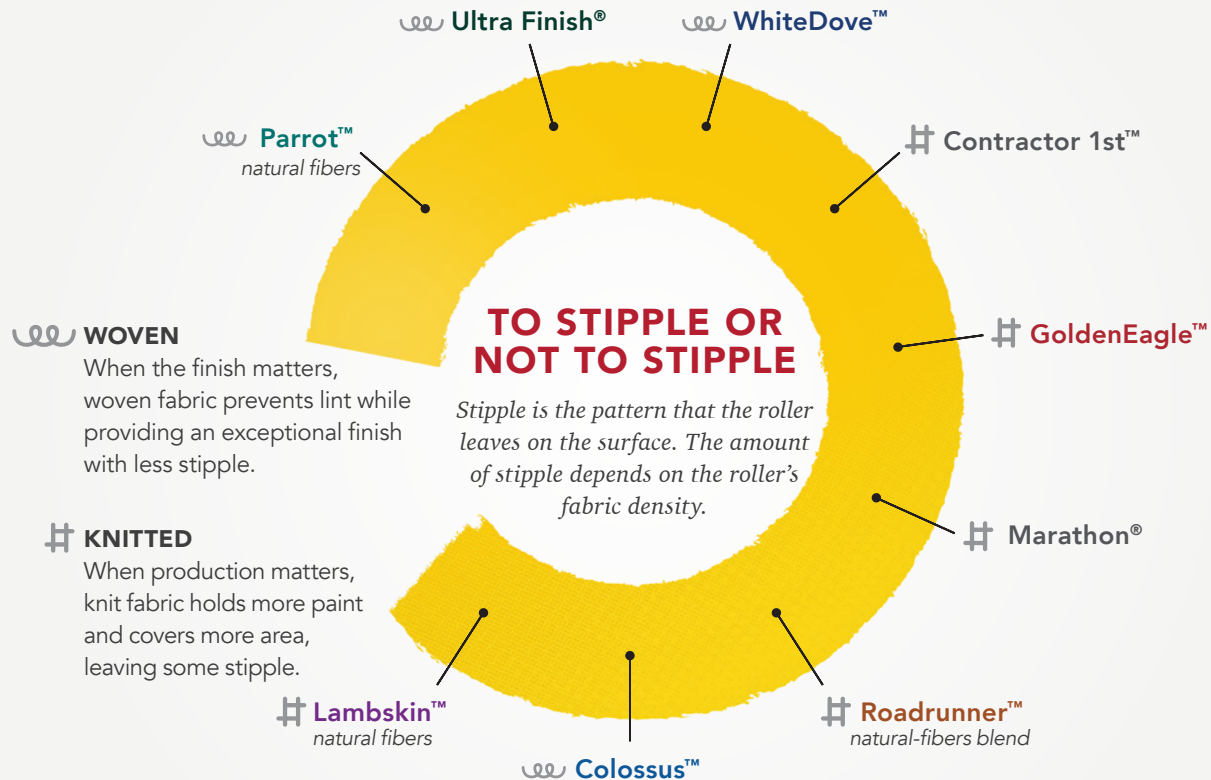 Ultra Finish®
WhiteDove™
Parrot™
natural fibers
Contractor 1st™
GoldenEagle™
TO STIPPLE OR
NOT TO STIPPLE
Stipple is the pattern that the roller
leaves on the surface. The amount
of stipple depends on the roller's
fabric density.
WOVEN
When the finish matters,
woven fabric prevents lint while
providing an exceptional finish
with less stipple.
KNITTED
When production matters,
knit fabric holds more paint
and covers more area,
leaving some stipple.
Marathon®
Lambskin™
natural fibers
Roadrunner™
natural-fibers blend
Colossus™